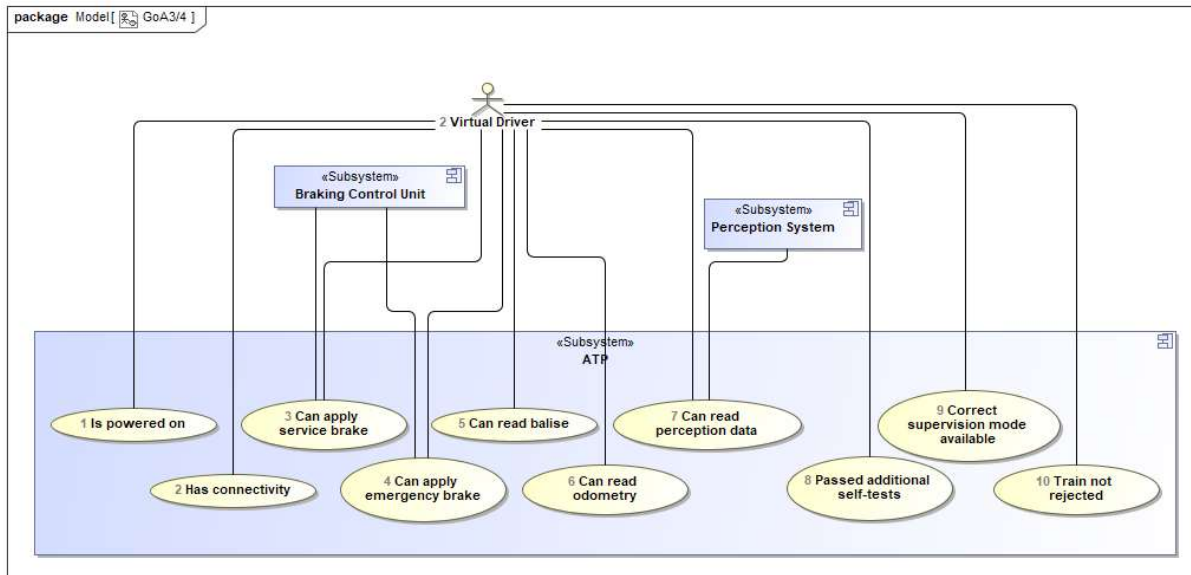 package Model[ GoA3/4 ]
2 Virtual Driver
«Subsystem»
Braking Control Unit
«Subsystem»
Perception System
«Subsystem»
ATP
1 Is powered on
2 Has connectivity
3 Can apply
service brake
4 Can apply
emergency brake
5 Can read balise
6 Can read
odometry
7 Can read
perception data
8 Passed additional
self-tests
9 Correct
supervision mode
available
10 Train not
rejected